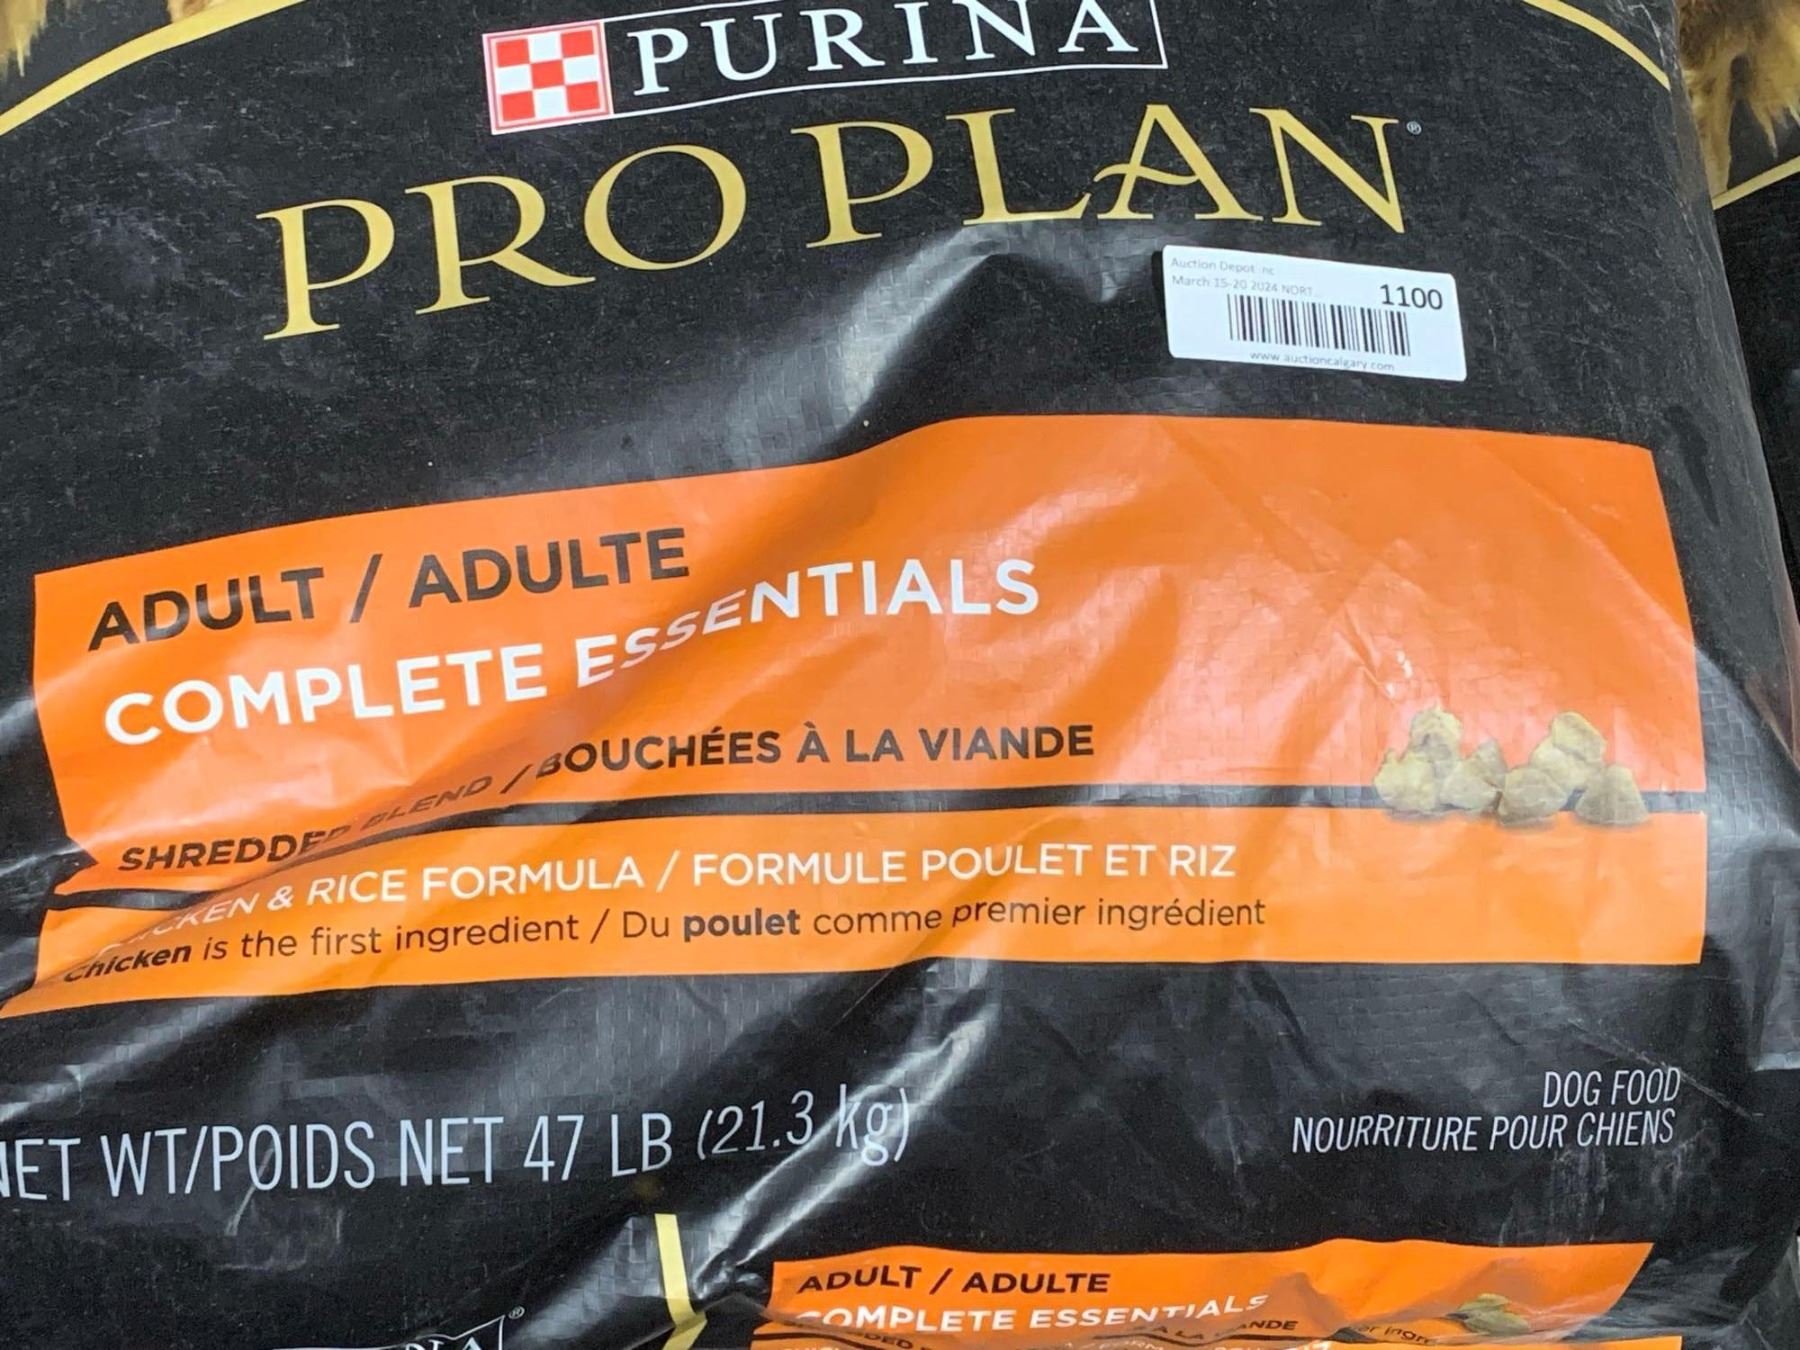 PURINA
PRO PLAN®
Auction Depot nc
March 15-20 2024 NORT...
1100
www.auctioncalgary.com
ADULT / ADULTE
COMPLETE ESSENTIALS
SHREDDED BLEND / BOUCHÉES À LA VIANDE
CHICKEN & RICE FORMULA / FORMULE POULET ET RIZ
Chicken is the first ingredient / Du poulet comme premier ingrédient
NET WT/POIDS NET 47 LB (21.3 kg)
DOG FOOD
NOURRITURE POUR CHIENS
ADULT / ADULTE
COMPLETE ESSENTIALS